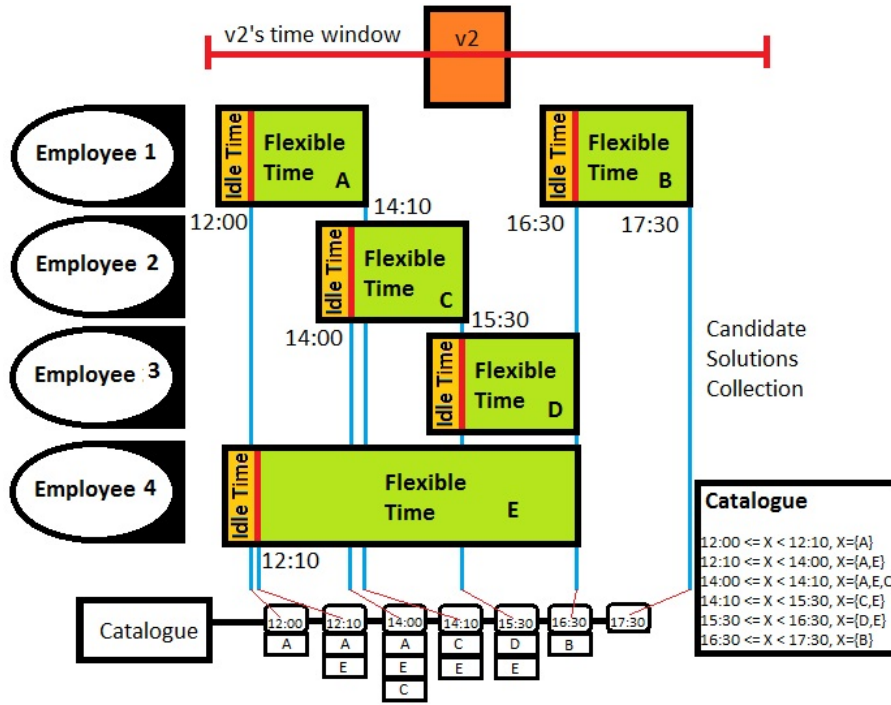 v2's time window
v2
Employee 1
Idle Time
Flexible
Time
A
Idle Time
Flexible
Time
B
12:00
14:10
16:30
17:30
Employee 2
Idle Time
Flexible
Time
C
14:00
15:30
Employee 3
Idle Time
Flexible
Time
D
Candidate
Solutions
Collection
Employee 4
Idle Time
Flexible
Time
E
12:10
Catalogue
12:00 <= X < 12:10, X={A}
12:10 <= X < 14:00, X={A,E}
14:00 <= X < 14:10, X={A,E,C
14:10 <= X < 15:30, X={C,E}
15:30 <= X < 16:30, X={D,E}
16:30 <= X < 17:30, X={B}
Catalogue
12:00
12:10
14:00
14:10
15:30
16:30
17:30
A
A
A
C
D
B
E
E
E
E
C